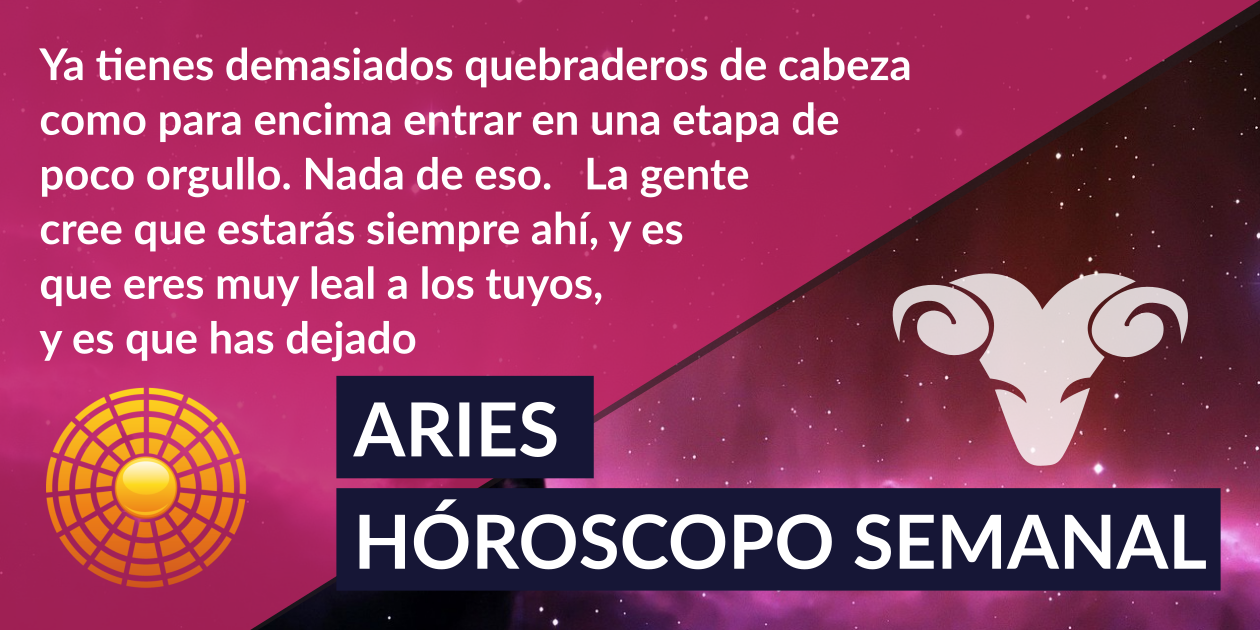 Ya tienes demasiados quebraderos de cabeza
como para encima entrar en una etapa de
poco orgullo. Nada de eso.   La gente
cree que estarás siempre ahí, y es
que eres muy leal a los tuyos,
y es que has dejado
ARIES
HÓROSCOPO SEMANAL